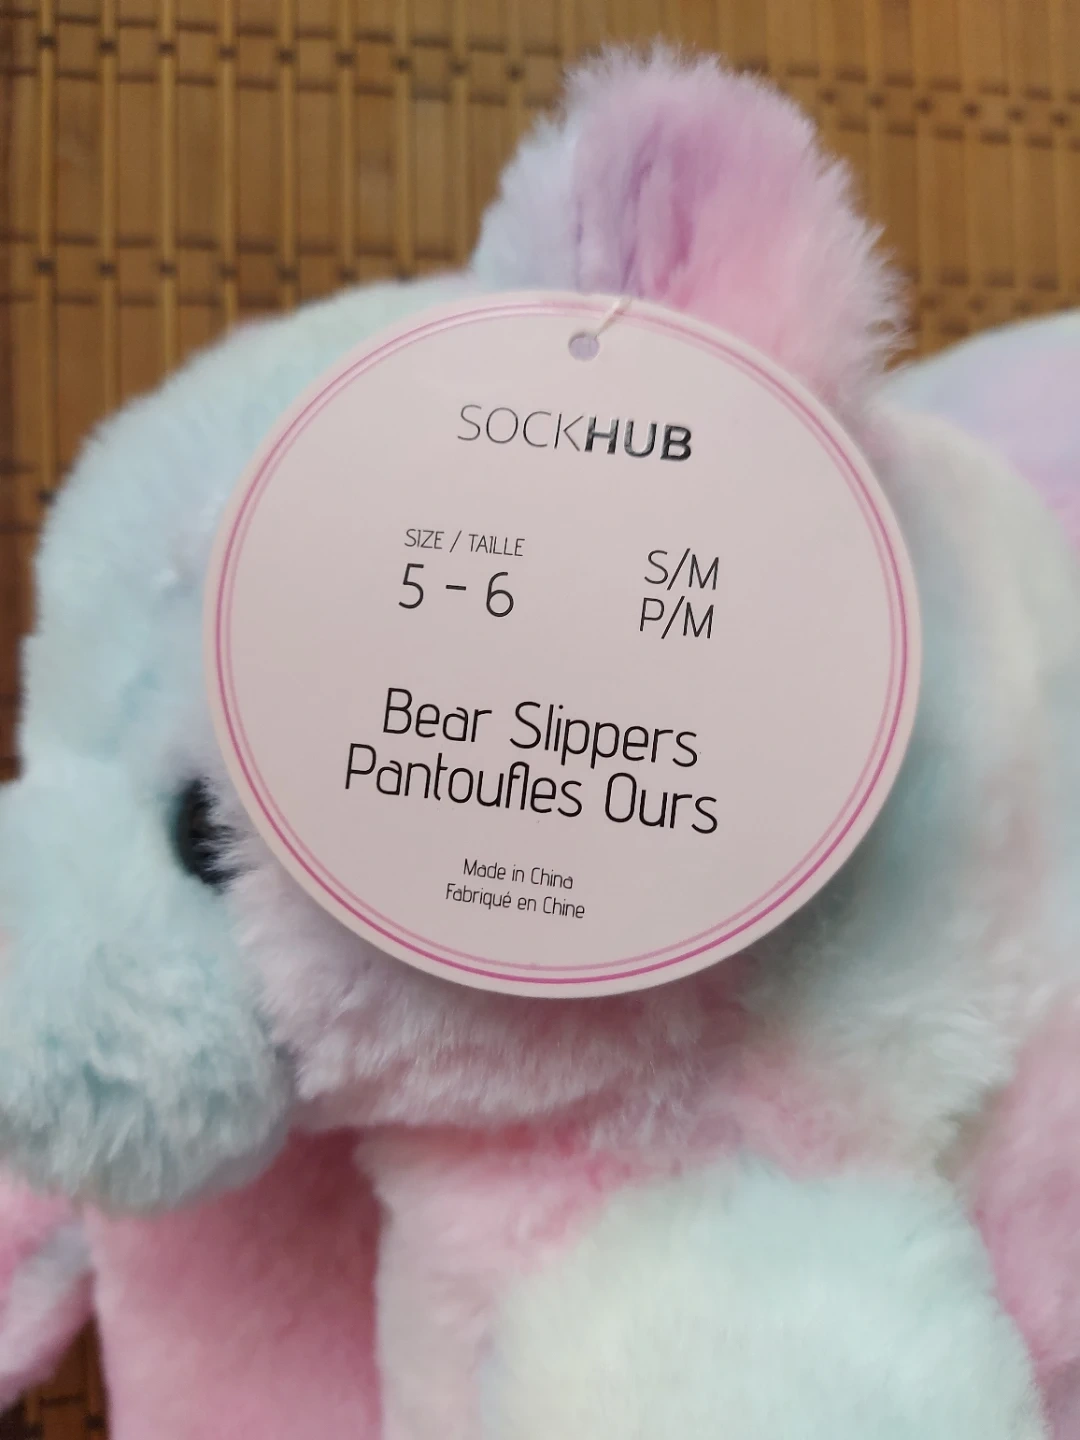 SOCKHUB
SIZE / TAILLE
5 - 6
S/M
P/M
Bear Slippers
Pantoufles Ours
Made in China
Fabriqué en Chine